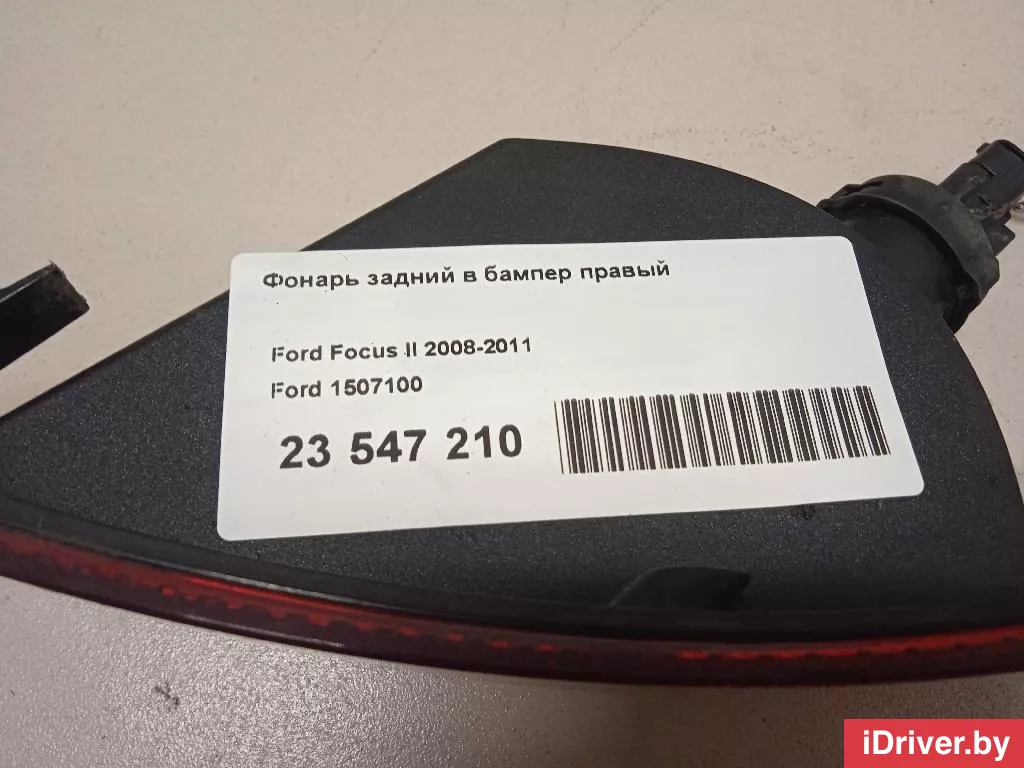 Фонарь задний в бампер правый
Ford Focus II 2008-2011
Ford 1507100
23 547 210
iDriver.by